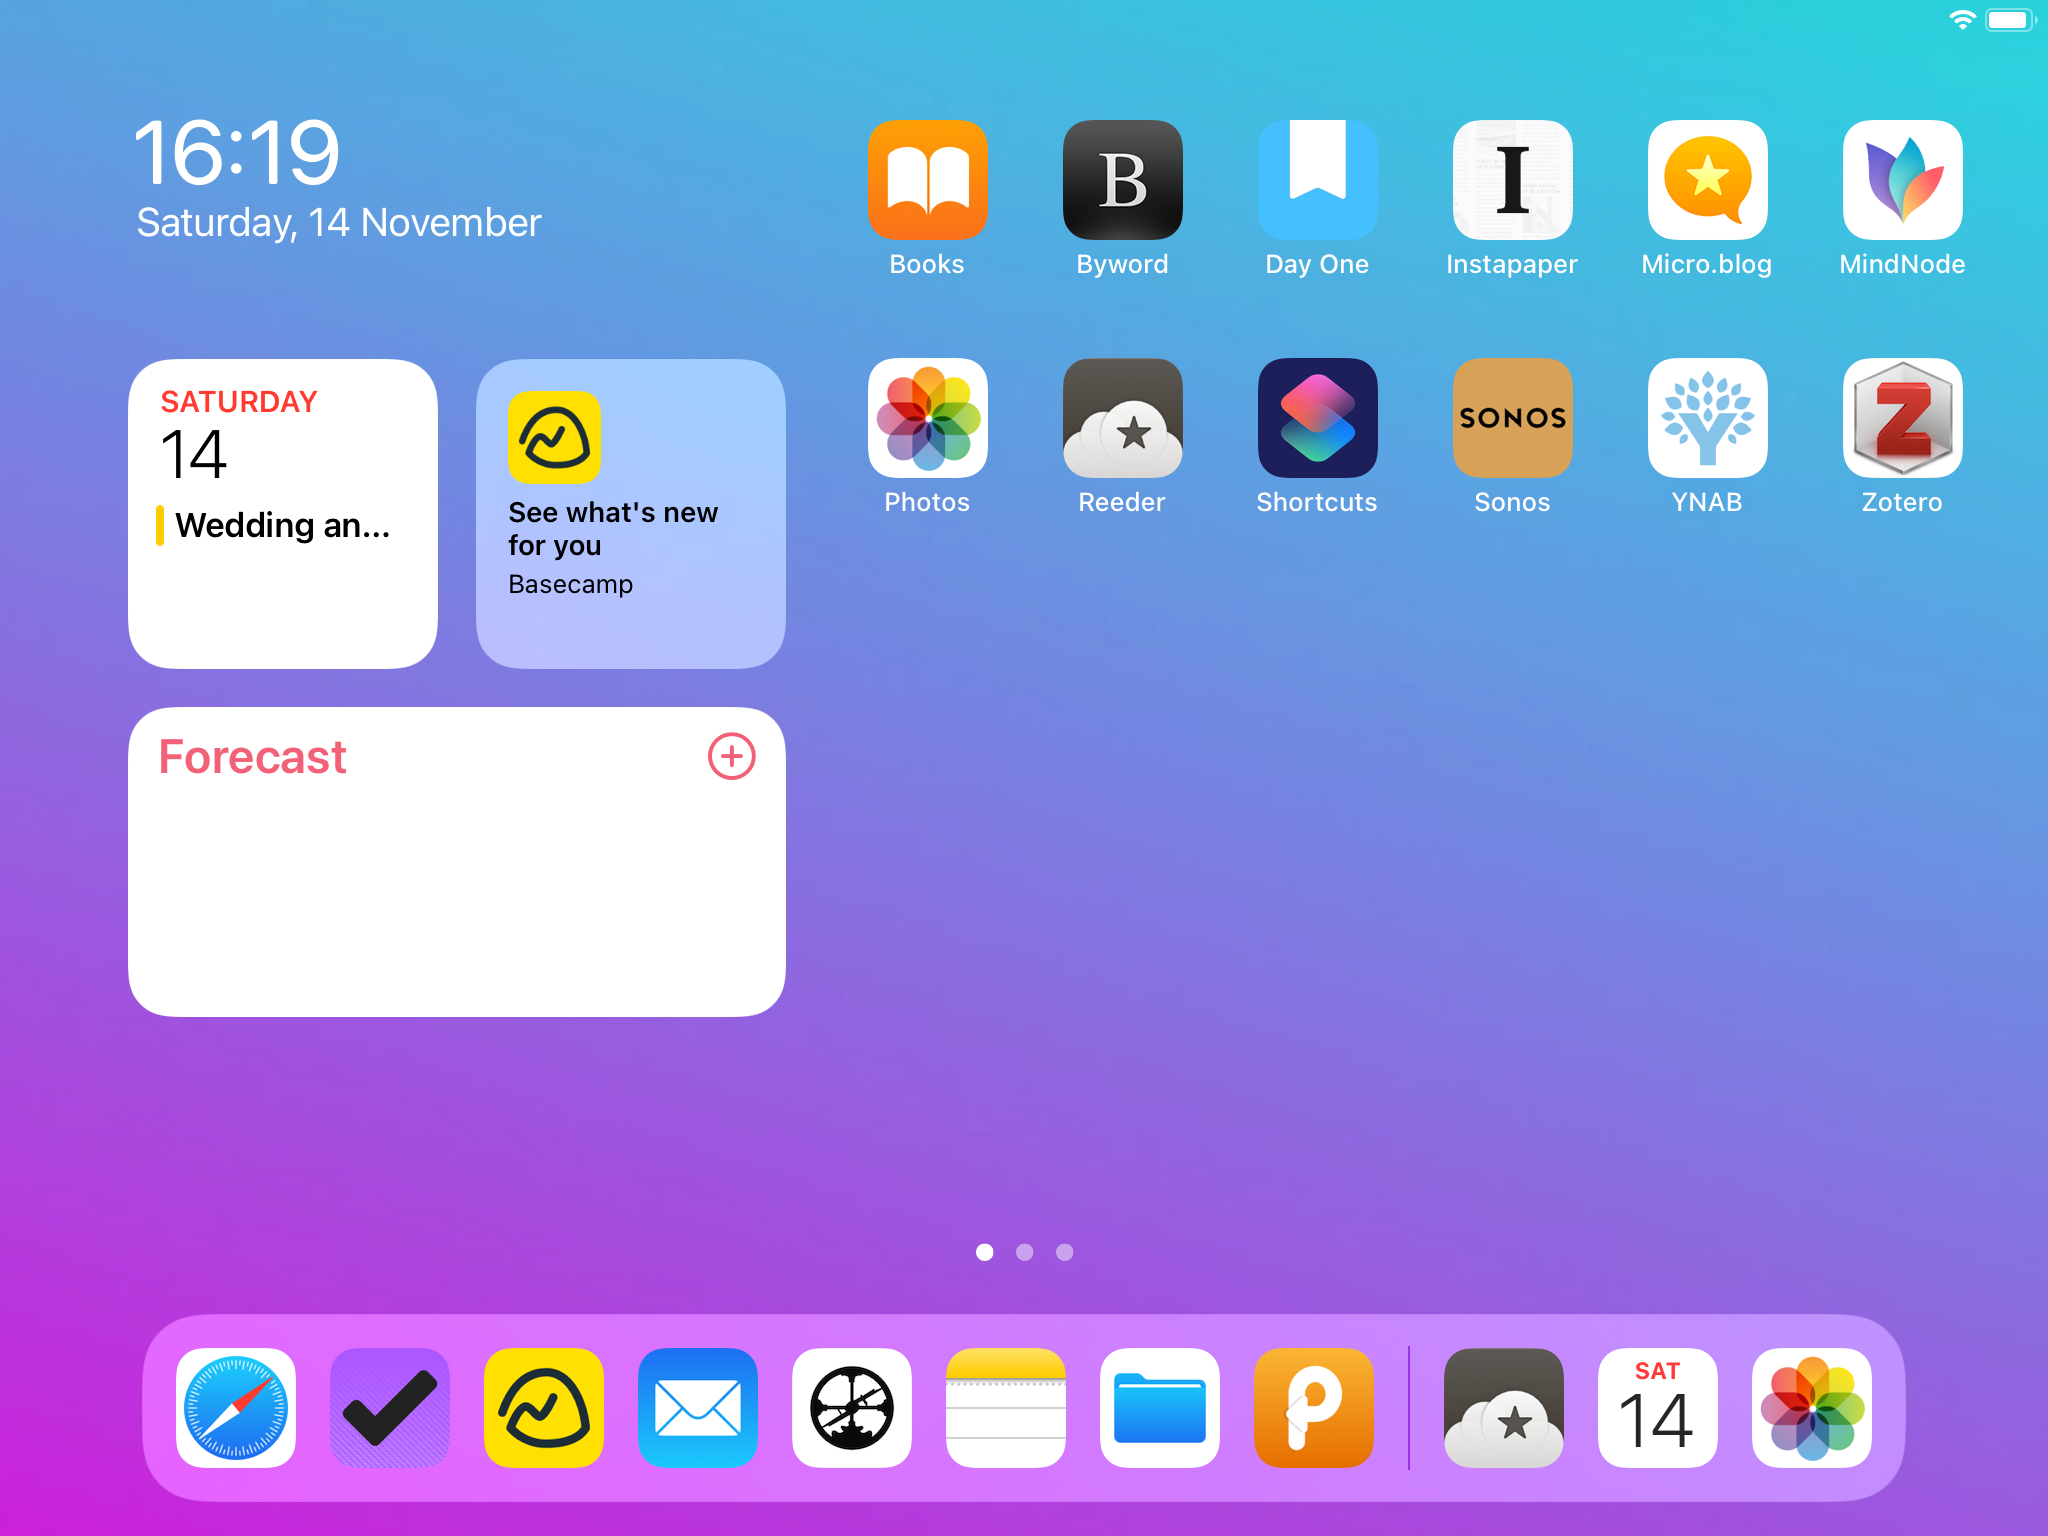 16:19
Saturday, 14 November
SATURDAY
14
Wedding an...
See what's new
for you
Basecamp
Forecast
B
I
Books
Byword
Day One
Instapaper
Micro.blog
MindNode
SONOS
Y
Z
Photos
Reeder
Shortcuts
Sonos
YNAB
Zotero
P
SAT
14